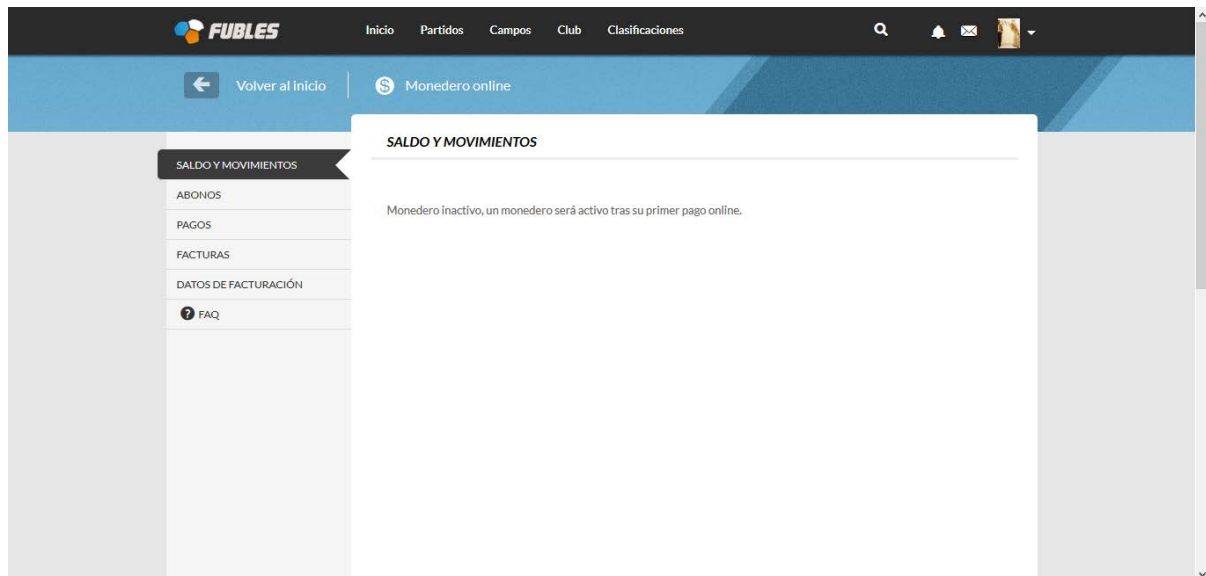 FUBLES
Inicio Partidos Campos Club Clasificaciones
Volver al inicio Monedero online
SALDO Y MOVIMIENTOS
SALDO Y MOVIMIENTOS
ABONOS
Monedero inactivo, un monedero será activo tras su primer pago online.
PAGOS
FACTURAS
DATOS DE FACTURACIÓN
FAQ